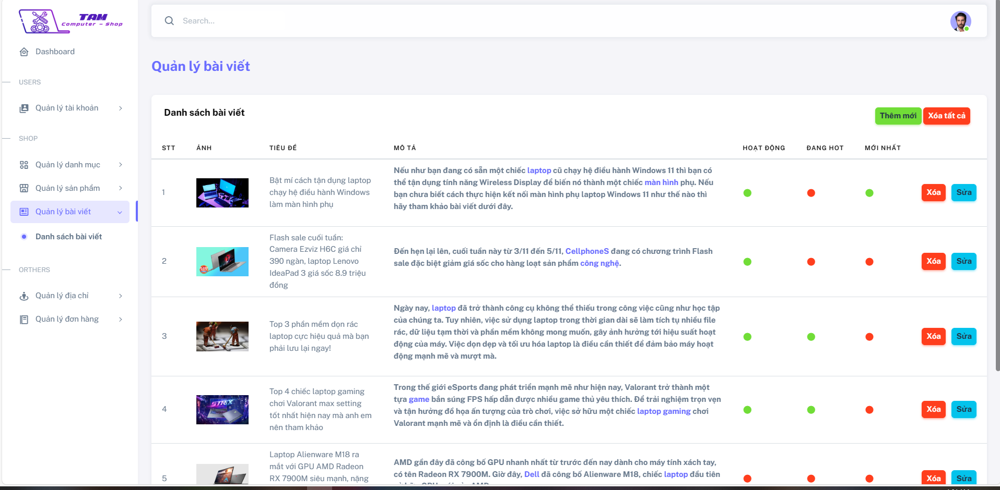 TAM
Computer - Shop
Search...
Dashboard
Quản lý bài viết
USERS
Quản lý tài khoản
SHOP
Quản lý danh mục
Quản lý sản phẩm
Quản lý bài viết
Danh sách bài viết
ORTHERS
Quản lý địa chỉ
Quản lý đơn hàng
Danh sách bài viết
Thêm mới Xóa tất cả
STT ẢNH TIÊU ĐỀ MÔ TẢ HOẠT ĐỘNG ĐANG HOT MỚI NHẤT
1
Bật mí cách tận dụng laptop
chạy hệ điều hành Windows
làm màn hình phụ
Nếu như bạn đang có sẵn một chiếc laptop cũ chạy hệ điều hành Windows 11 thì bạn có
thể tận dụng tính năng Wireless Display để biến nó thành một chiếc màn hình phụ. Nếu
bạn chưa biết cách thực hiện kết nối màn hình phụ laptop Windows 11 như thế nào thì
hãy tham khảo bài viết dưới đây.
Xóa Sửa
2
Flash sale cuối tuần:
Camera Ezviz H6C giá chỉ
390 ngàn, laptop Lenovo
IdeaPad 3 giá sốc 8.9 triệu
đồng
Đến hẹn lại lên, cuối tuần này từ 3/11 đến 5/11, CellphoneS đang có chương trình Flash
sale đặc biệt giảm giá sốc cho hàng loạt sản phẩm công nghệ.
Xóa Sửa
3
Top 3 phần mềm dọn rác
laptop cực hiệu quả mà bạn
phải lưu lại ngay!
Ngày nay, laptop đã trở thành công cụ không thể thiếu trong công việc cũng như học tập
của chúng ta. Tuy nhiên, việc sử dụng laptop trong thời gian dài sẽ làm tích tụ nhiều file
rác, dữ liệu tạm thời và phần mềm không mong muốn, gây ảnh hưởng tới hiệu suất hoạt
động của máy. Việc dọn dẹp và tối ưu hóa laptop là điều cần thiết để đảm bảo máy hoạt
động mạnh mẽ và mượt mà.
Xóa Sửa
4
STRIX
Top 4 chiếc laptop gaming
chơi Valorant max setting
tốt nhất hiện nay mà anh em
nên tham khảo
Trong thế giới eSports đang phát triển mạnh mẽ như hiện nay, Valorant trở thành một
tựa game bắn súng FPS hấp dẫn được nhiều game thủ yêu thích. Để trải nghiệm trọn vẹn
và tận hưởng đồ họa ấn tượng của trò chơi, việc sở hữu một chiếc laptop gaming chơi
Valorant mạnh mẽ và ổn định là điều cần thiết.
Xóa Sửa
5
Laptop Alienware M18 ra
mắt với GPU AMD Radeon
RX 7900M siêu mạnh, nặng
AMD gần đây đã công bố GPU nhanh nhất từ trước đến nay dành cho máy tính xách tay,
có tên Radeon RX 7900M. Giờ đây, Dell đã công bố Alienware M18, chiếc laptop đầu tiên
Xóa Sửa